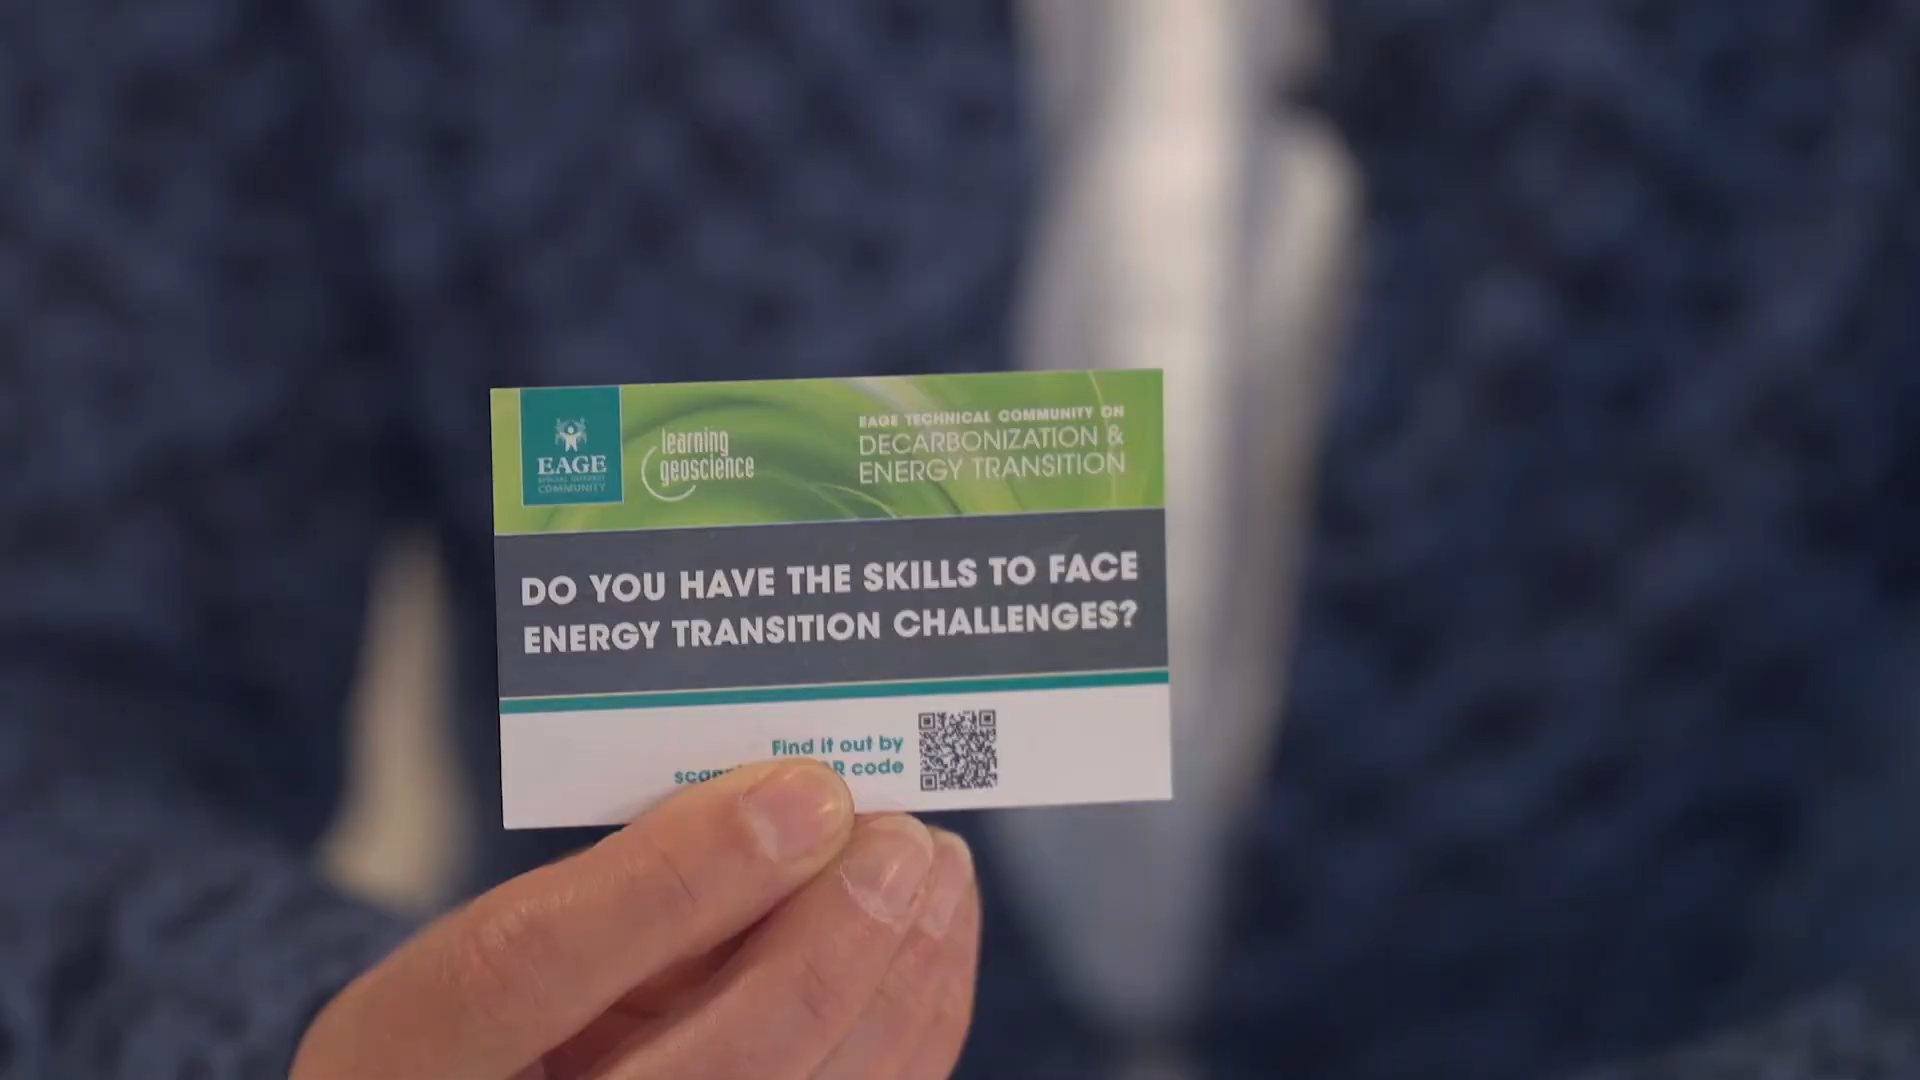 EAGE
SPECIAL INTEREST
COMMUNITY
learning
geoscience
EAGE TECHNICAL COMMUNITY ON
DECARBONIZATION &
ENERGY TRANSITION
DO YOU HAVE THE SKILLS TO FACE
ENERGY TRANSITION CHALLENGES?
Find it out by
code